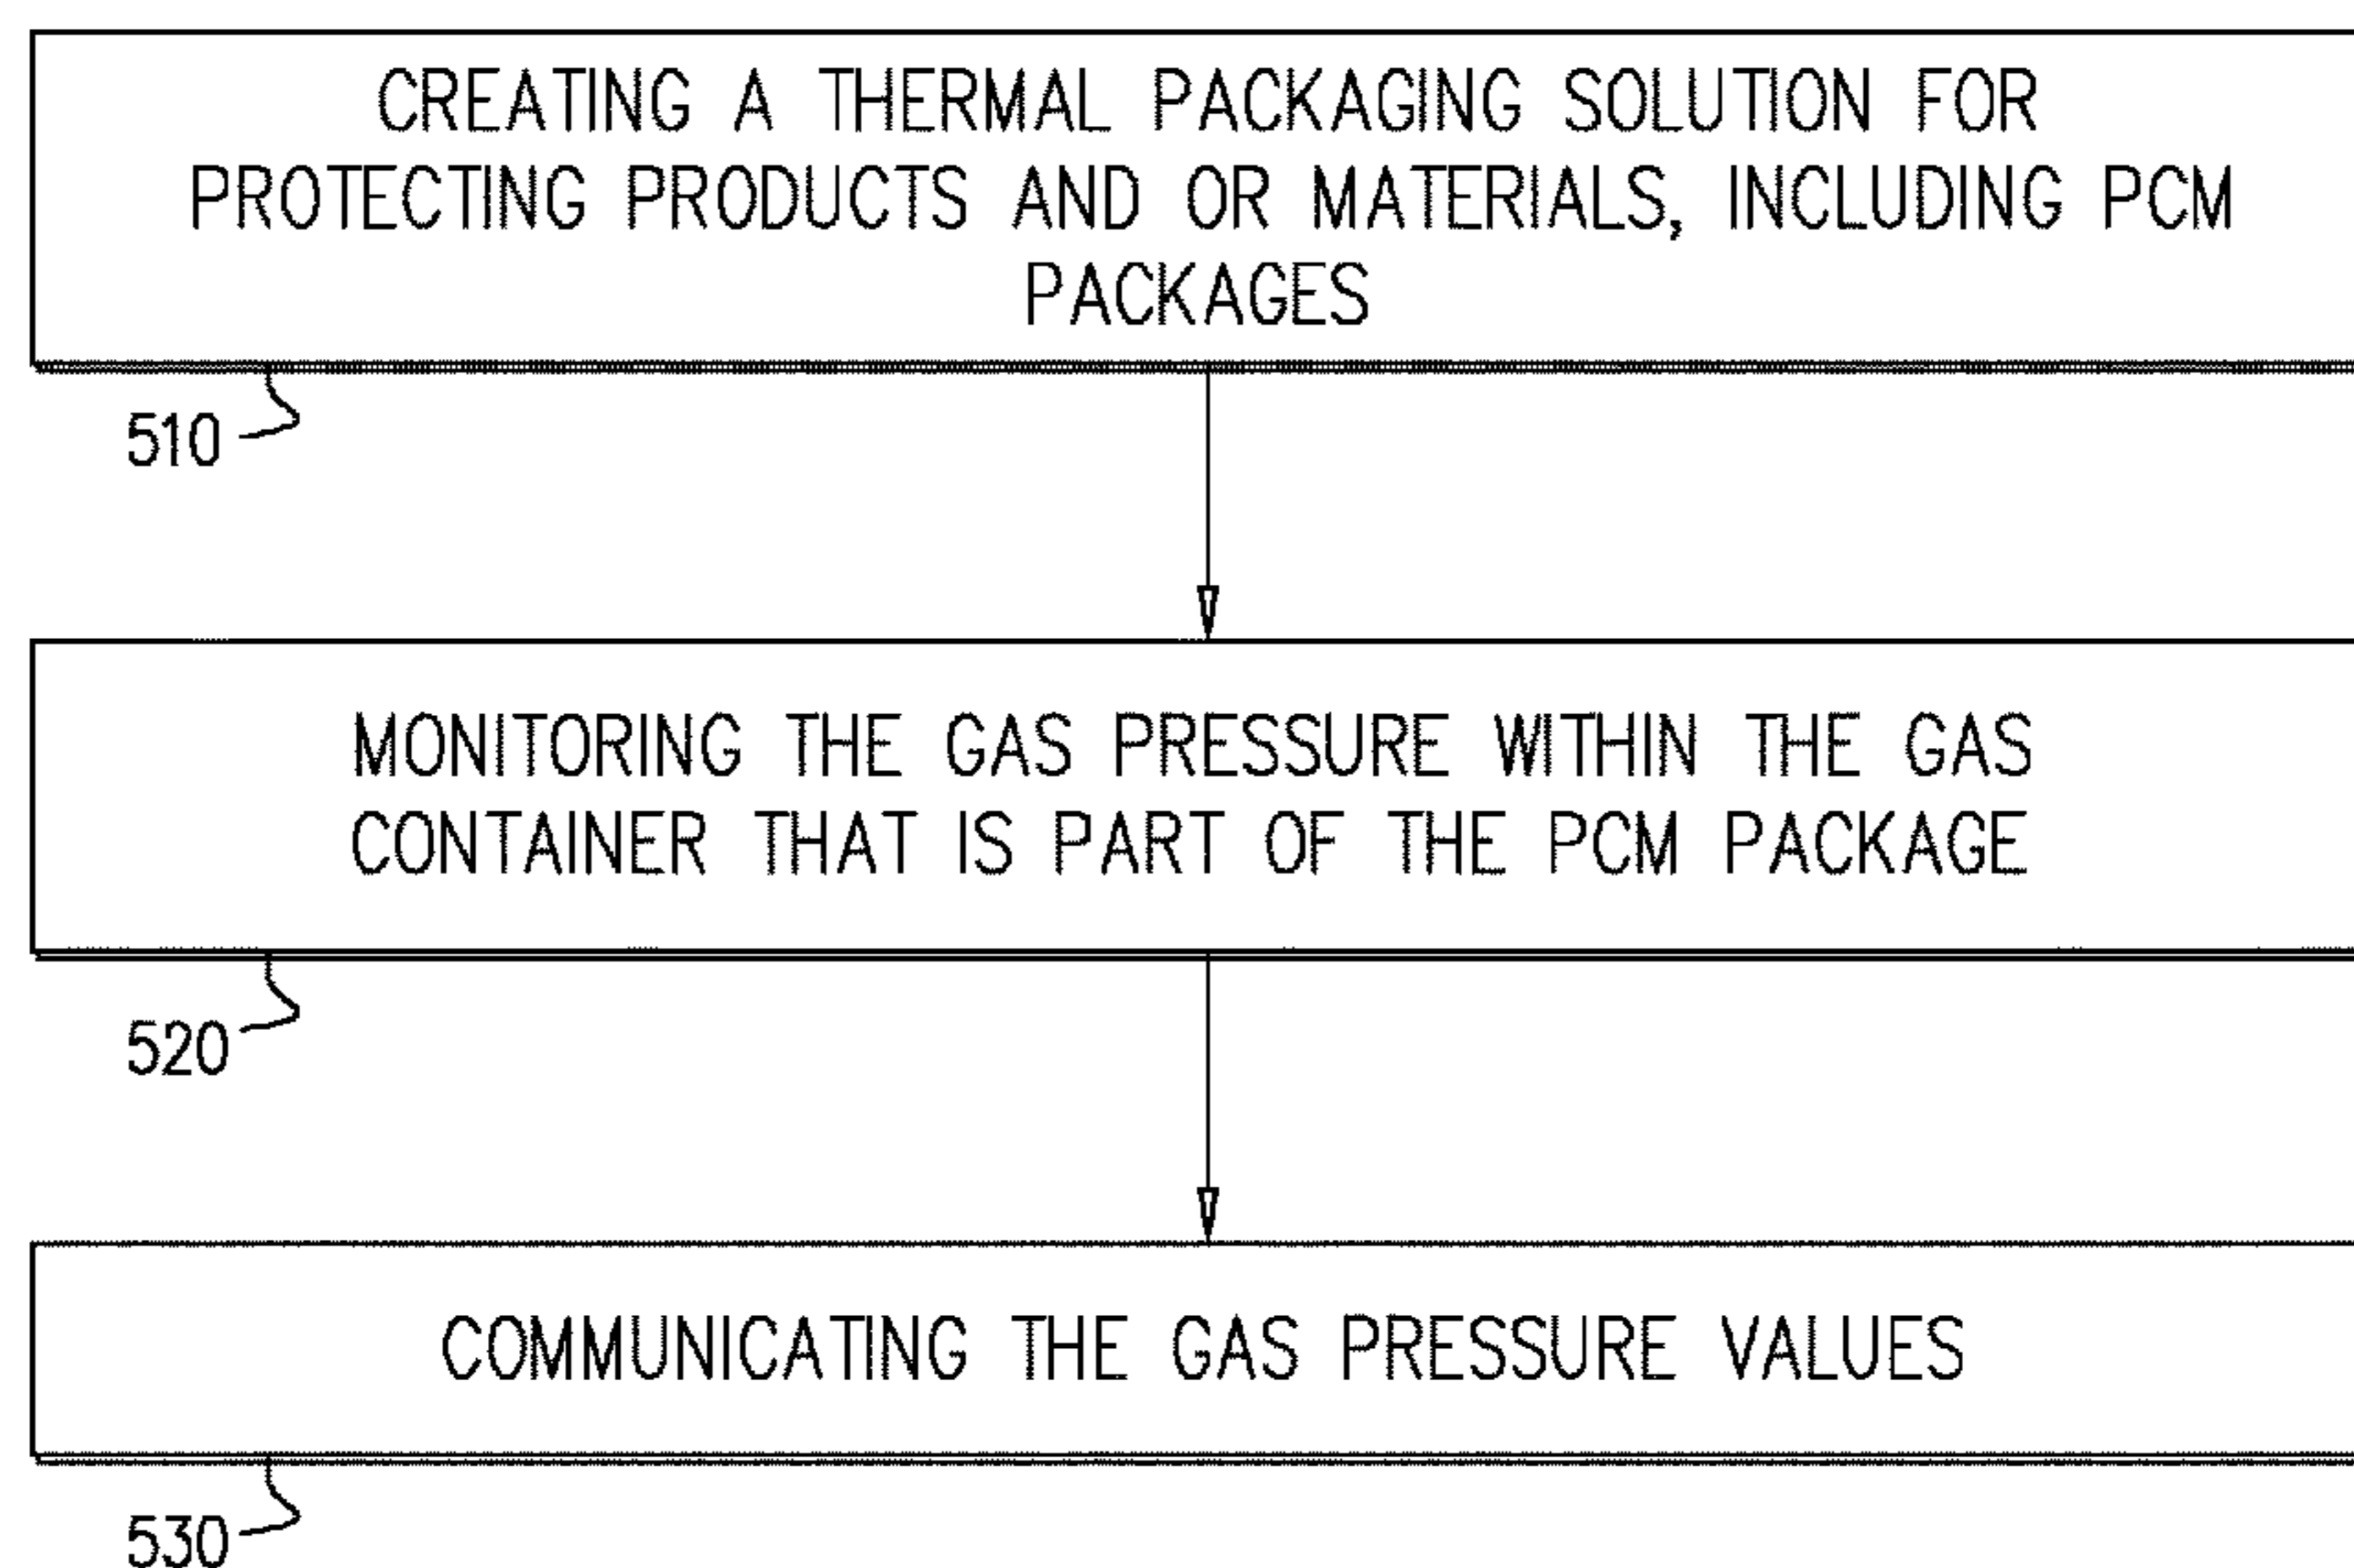 CREATING A THERMAL PACKAGING SOLUTION FOR
PROTECTING PRODUCTS AND OR MATERIALS, INCLUDING PCM
PACKAGES
510
MONITORING THE GAS PRESSURE WITHIN THE GAS
CONTAINER THAT IS PART OF THE PCM PACKAGE
520
COMMUNICATING THE GAS PRESSURE VALUES
530